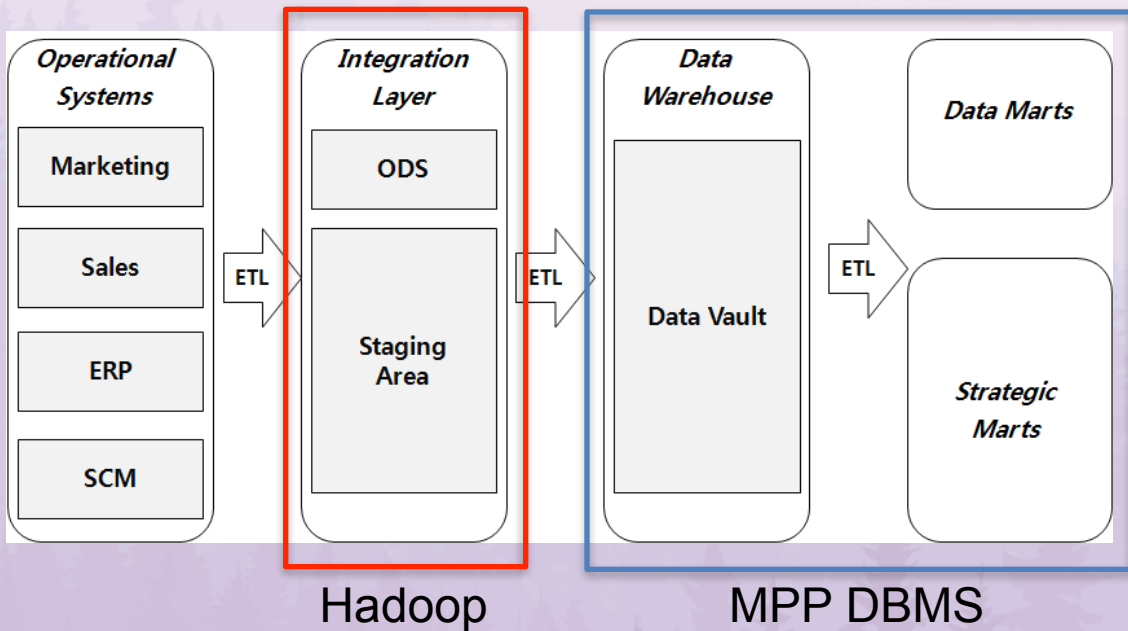 Operational
Systems
Marketing
Sales
ERP
SCM
ETL
Integration
Layer
ODS
Staging
Area
ETL
Data
Warehouse
Data Vault
ETL
Data Marts
Strategic
Marts
Hadoop
MPP DBMS